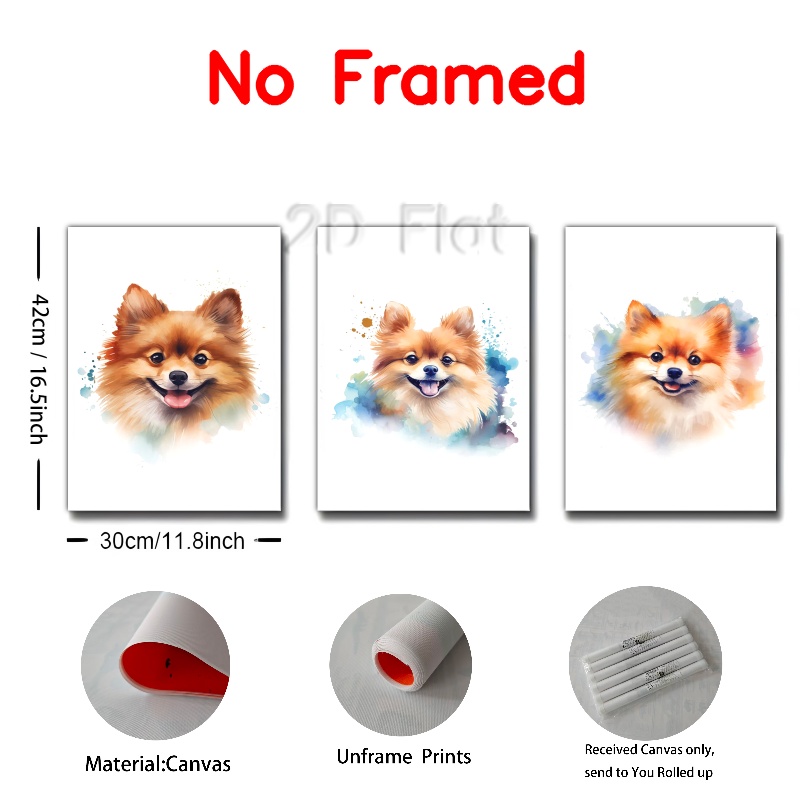 No Framed
2D Flat
42cm / 16.5inch
30cm/11.8inch
Material:Canvas
Unframe Prints
Received Canvas only,
send to You Rolled up